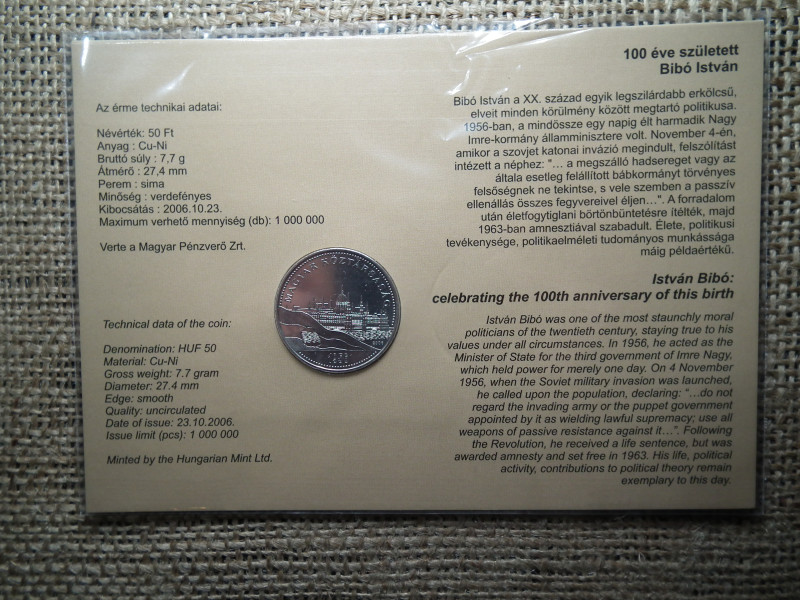 100 éve született
Bibó István
Az érme technikai adatai:
Névérték: 50 Ft
Anyag : Cu-Ni
Bruttó súly : 7,7 g
Átmérő : 27,4 mm
Perem : sima
Minőség : verdefényes
Kibocsátás : 2006.10.23.
Maximum verhető mennyiség (db): 1 000 000
Verte a Magyar Pénzverő Zrt.
Bibó István a XX. század egyik legszilárdabb erkölcsű,
elveit minden körülmény között megtartó politikusa.
1956-ban, a mindössze egy napig élt harmadik Nagy
Imre-kormány államminisztere volt. November 4-én,
amikor a szovjet katonai invázió megindult, felszólítást
intézett a néphez: "... a megszálló hadsereget vagy az
általa esetleg felállított bábkormányt törvényes
felsőségnek ne tekintse, s vele szemben a passzív
ellenállás összes fegyvereivel éljen...". A forradalom
után életfogytiglani börtönbüntetésre ítélték, majd
1963-ban amnesztiával szabadult. Élete, politikusi
tevékenysége, politikaelméleti tudományos munkássága
máig példaértékű.
MAGYAR KÖZTÁRSASÁG
1956
Technical data of the coin:
Denomination: HUF 50
Material: Cu-Ni
Gross weight: 7.7 gram
Diameter: 27.4 mm
Edge: smooth
Quality: uncirculated
Date of issue: 23.10.2006.
Issue limit (pcs): 1 000 000
Minted by the Hungarian Mint Ltd.
István Bibó:
celebrating the 100th anniversary of this birth
István Bibó was one of the most staunchly moral
politicians of the twentieth century, staying true to his
values under all circumstances. In 1956, he acted as the
Minister of State for the third government of Imre Nagy,
which held power for merely one day. On 4 November
1956, when the Soviet military invasion was launched,
he called upon the population, declaring: "...do not
regard the invading army or the puppet government
appointed by it as wielding lawful supremacy; use all
weapons of passive resistance against it...". Following
the Revolution, he received a life sentence, but was
awarded amnesty and set free in 1963. His life, political
activity, contributions to political theory remain
exemplary to this day.